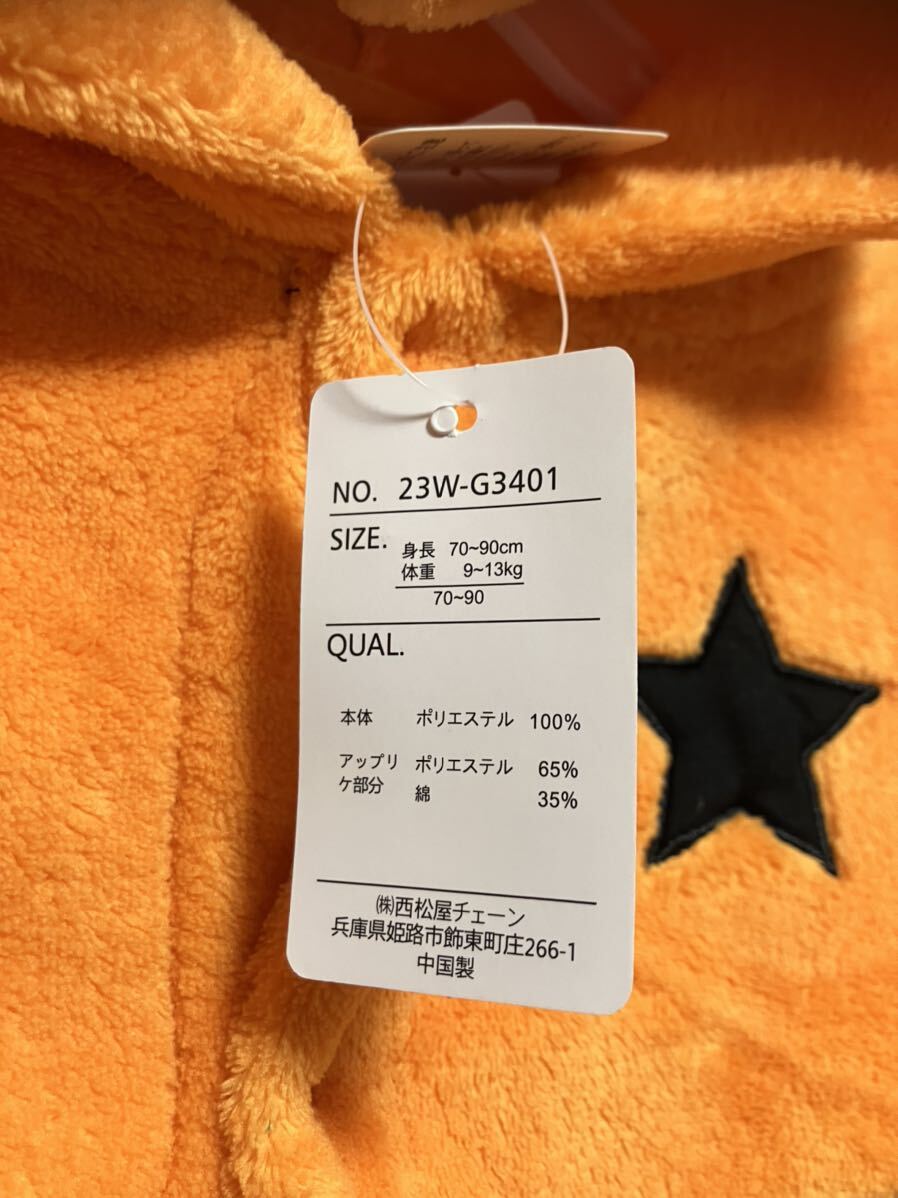 NO. 23W-G3401
SIZE. 身長 70~90cm
体重 9~13kg
70~90
QUAL.
本体 ポリエステル 100%
アップリ ポリエステル 65%
ケ部分 綿 35%
㈱西松屋チェーン
兵庫県姫路市飾東町庄266-1
中国製